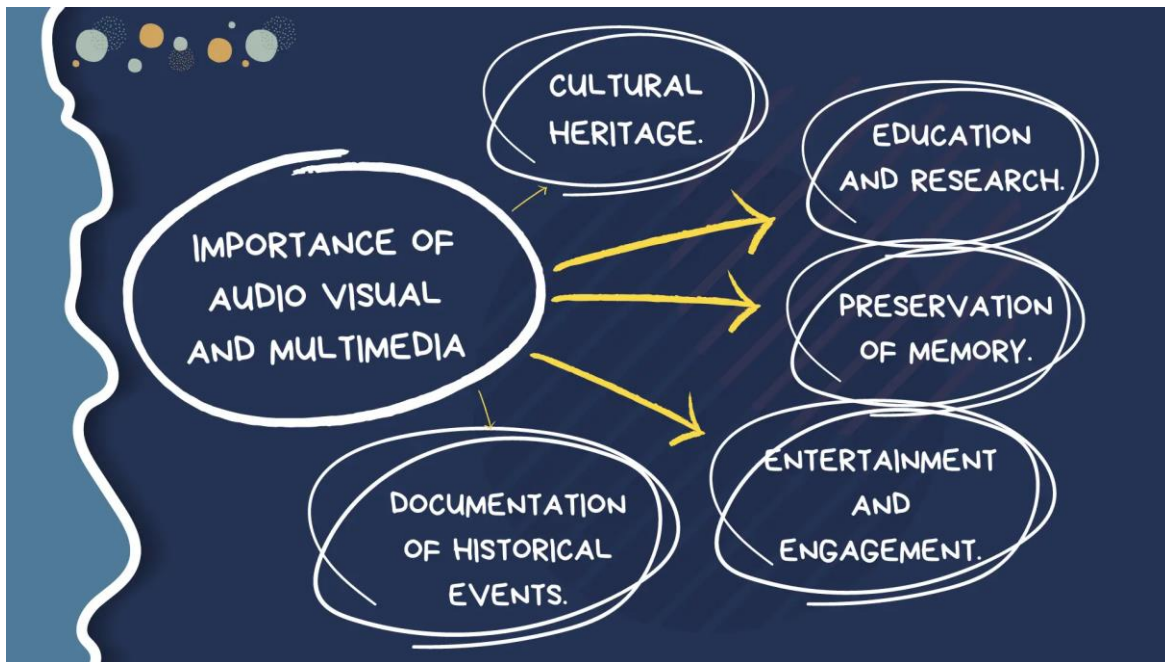 IMPORTANCE OF
AUDIO VISUAL
AND MULTIMEDIA
CULTURAL
HERITAGE.
EDUCATION
AND RESEARCH.
PRESERVATION
OF MEMORY.
ENTERTAINMENT
AND
ENGAGEMENT.
DOCUMENTATION
OF HISTORICAL
EVENTS.